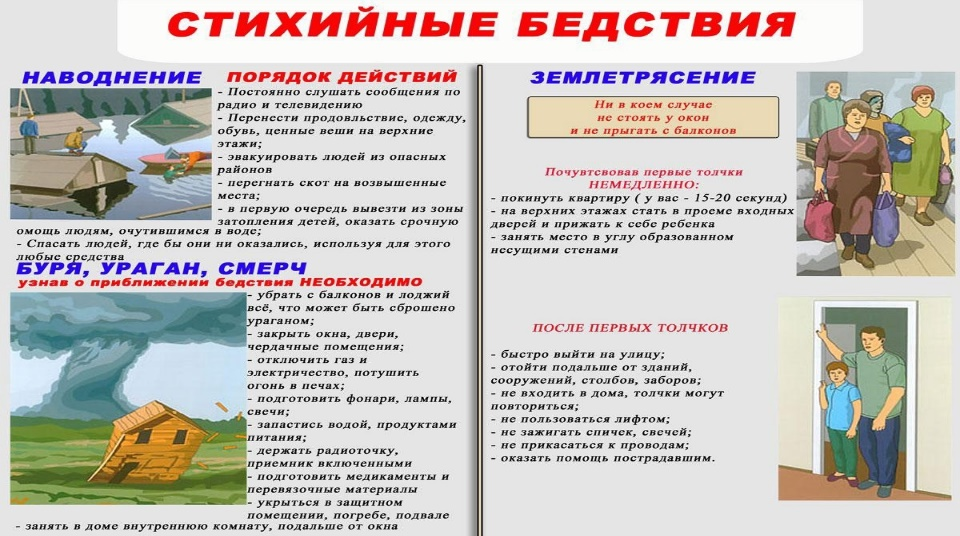 СТИХИЙНЫЕ БЕДСТВИЯ
НАВОДНЕНИЕ
ПОРЯДОК ДЕЙСТВИЙ
- Постоянно слушать сообщения по
радио и телевидению
- Перенести продовльствие, одежду,
обувь, ценные веши на верхние
этажи;
- эвакуировать людей из опасных
районов
- перегнать скот на возвышенные
места;
- в первую очередь вывезти из зоны
затопления детей, оказать срочную
омощь людям, очутившимся в воде;
- Спасать людей, где бы они ни оказались, используя для этого
любые средства
БУРЯ, УРАГАН, СМЕРЧ
узнав о приближении бедствия НЕОБХОДИМО
- убрать с балконов и лоджий
всё, что может быть сброшено
ураганом;
- закрыть окна, двери,
чердачные помещения;
- отключить газ и
электричество, потушить
огонь в печах;
- подготовить фонари, лампы,
свечи;
- запастись водой, продуктами
питания;
- держать радиоточку,
приемник включенными
- подготовить медикаменты и
перевязочные материалы
- укрыться в защитном
помещении, погребе, подвале
- занять в доме внутреннюю комнату, подальше от окна
ЗЕМЛЕТРЯСЕНИЕ
Ни в коем случае
не стоять у окон
и не прыгать с балконов
Почувтсвовав первые толчки
НЕМЕДЛЕННО:
- покинуть квартиру ( у вас - 15-20 секунд)
- на верхних этажах стать в проеме входных
дверей и прижать к себе ребенка
- занять место в углу образованном
несущими стенами
ПОСЛЕ ПЕРВЫХ ТОЛЧКОВ
- быстро выйти на улицу;
- отойти подальше от зданий,
сооружений, столбов, заборов;
- не входить в дома, толчки могут
повториться;
- не пользоваться лифтом;
- не зажигать спичек, свечей;
- не прикасаться к проводам;
- оказать помощь пострадавшим.